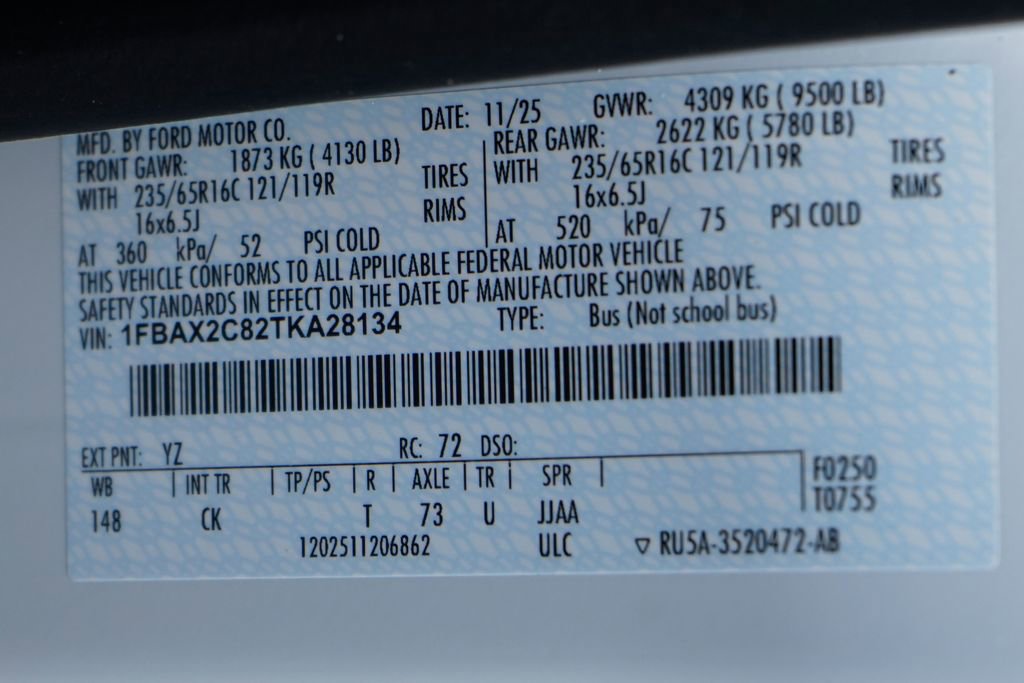 MFD. BY FORD MOTOR CO. DATE: 11/25 GVWR: 4309 KG ( 9500 LB)
FRONT GAWR: 1873 KG ( 4130 LB) REAR GAWR: 2622 KG ( 5780 LB)
WITH 235/65R16C 121/119R TIRES WITH 235/65R16C 121/119R TIRES
16x6.5J RIMS 16x6.5J RIMS
AT 360 kPa/ 52 PSI COLD AT 520 kPa/ 75 PSI COLD
THIS VEHICLE CONFORMS TO ALL APPLICABLE FEDERAL MOTOR VEHICLE
SAFETY STANDARDS IN EFFECT ON THE DATE OF MANUFACTURE SHOWN ABOVE.
VIN: 1FBAX2C82TKA28134 TYPE: Bus (Not school bus)
EXT PNT: YZ RC: 72 DSO:
WB INT TR TP/PS R AXLE TR SPR F0250
148 CK T 73 U JJAA T0755
1202511206862 ULC ▽ RU5A-3520472-AB